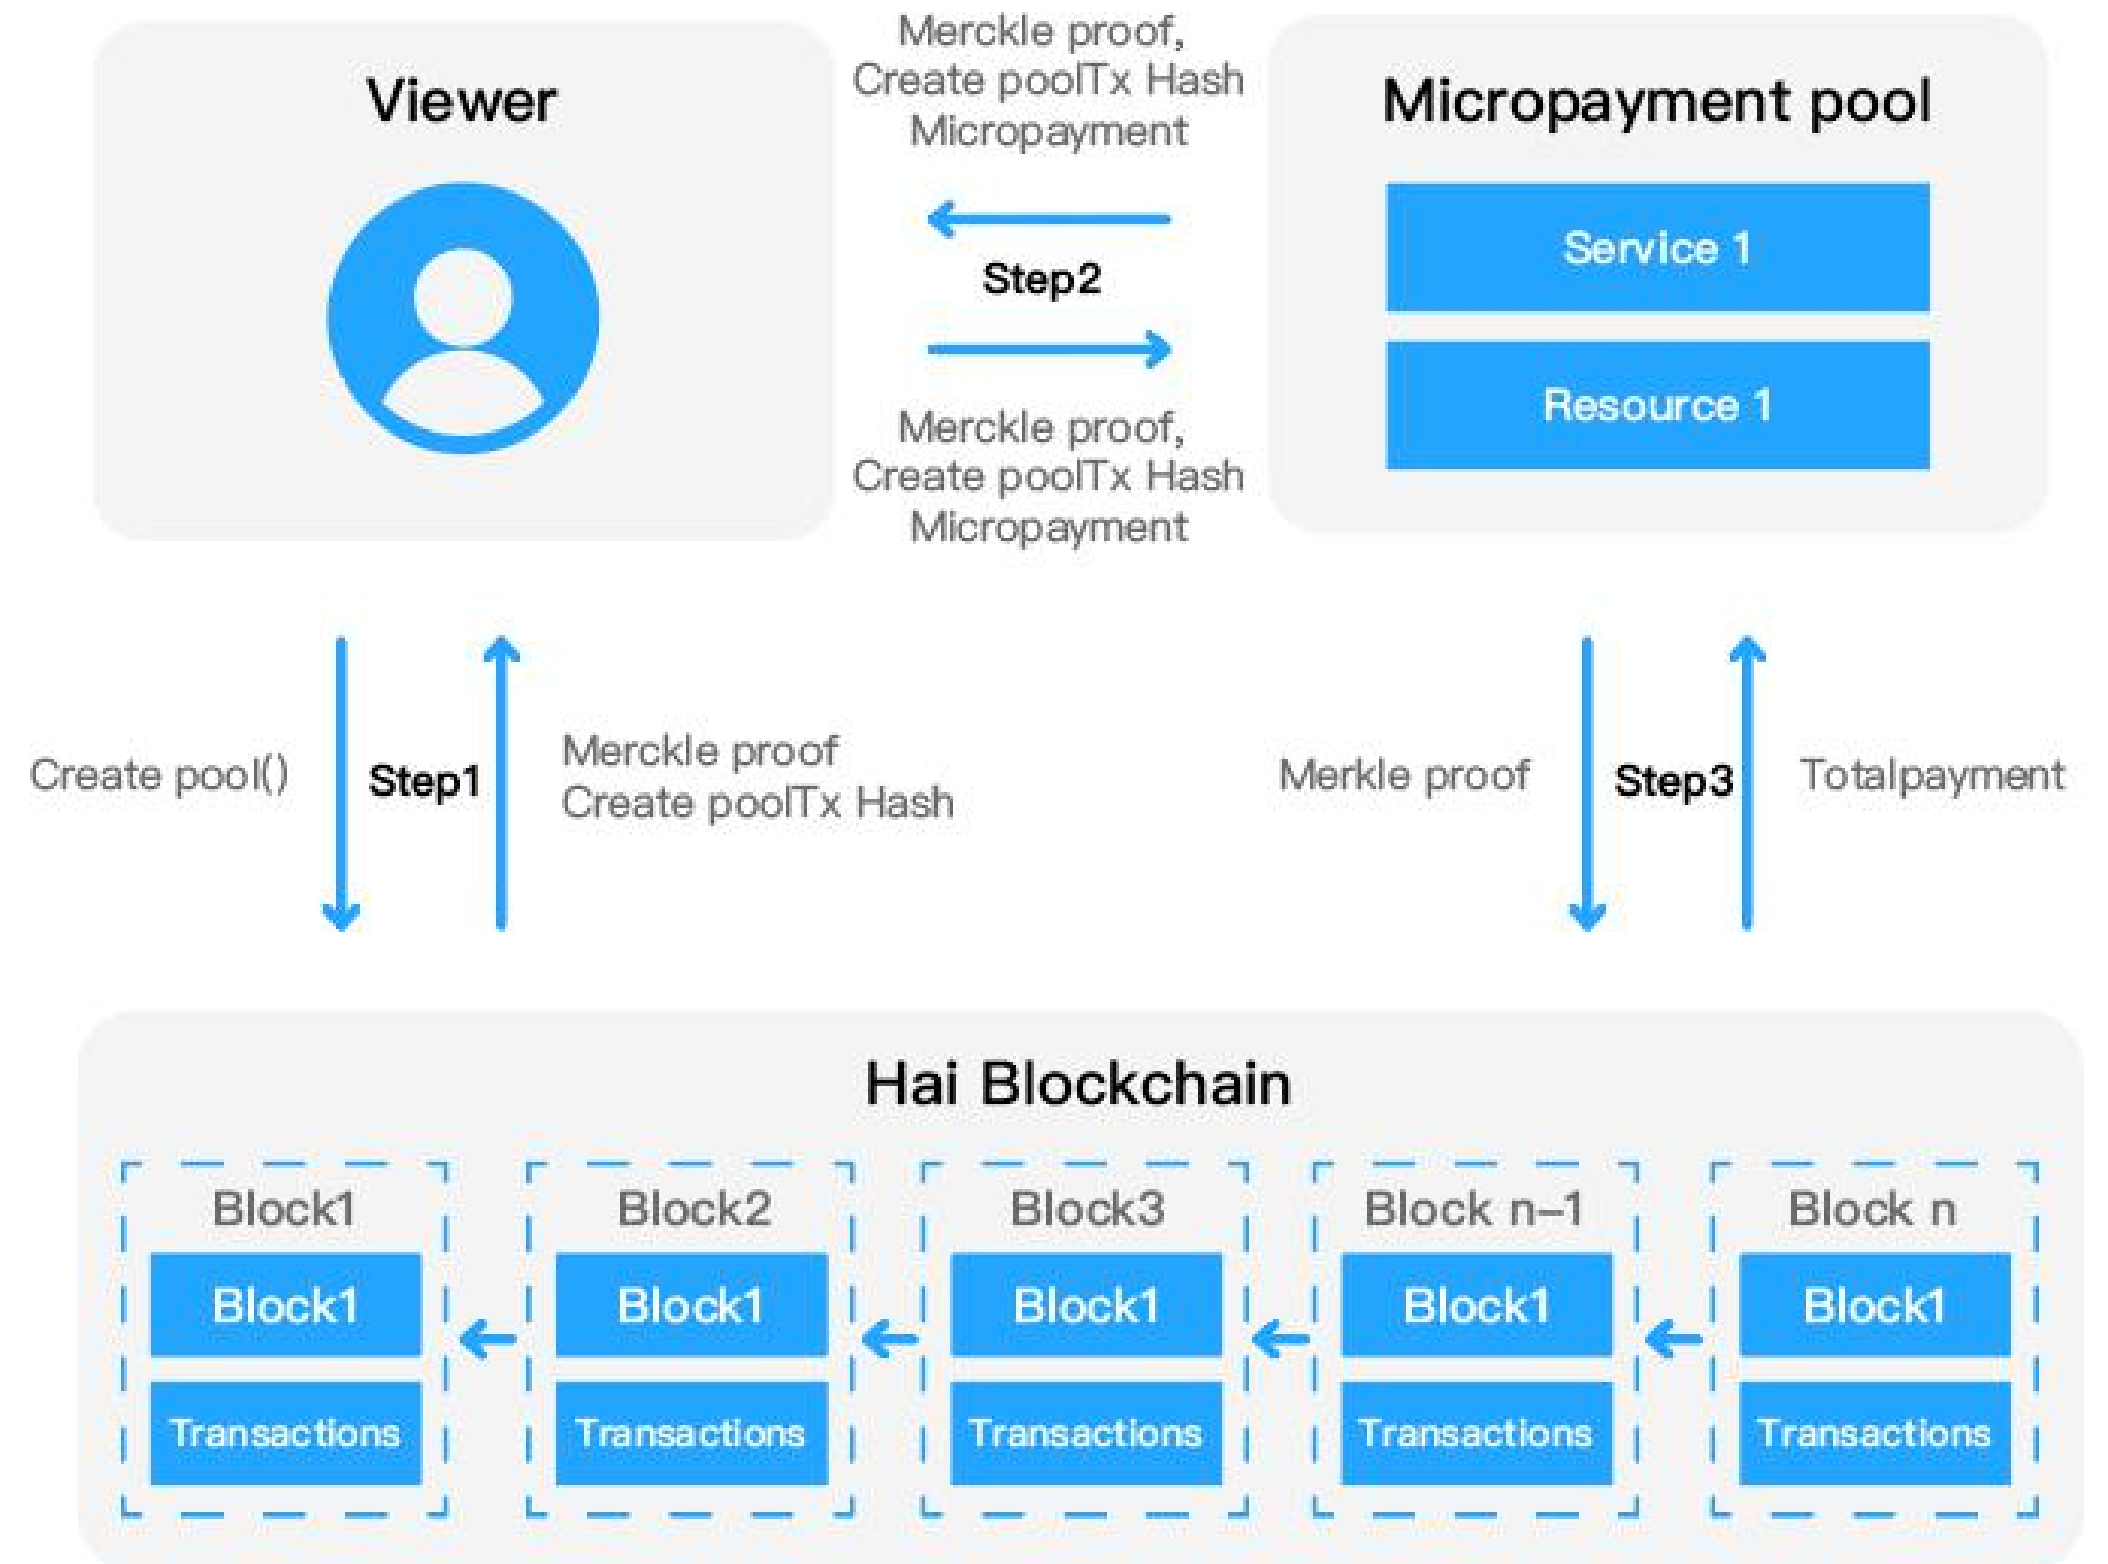 Viewer
Merckle proof,
Create poolTx Hash
Micropayment
Step2
Merckle proof,
Create poolTx Hash
Micropayment
Micropayment pool
Service 1
Resource 1
Create pool()
Step1
Merckle proof
Create poolTx Hash
Merkle proof
Step3
Totalpayment
Hai Blockchain
Block1
Block1
Transactions
Block2
Block1
Transactions
Block3
Block1
Transactions
Block n–1
Block1
Transactions
Block n
Block1
Transactions